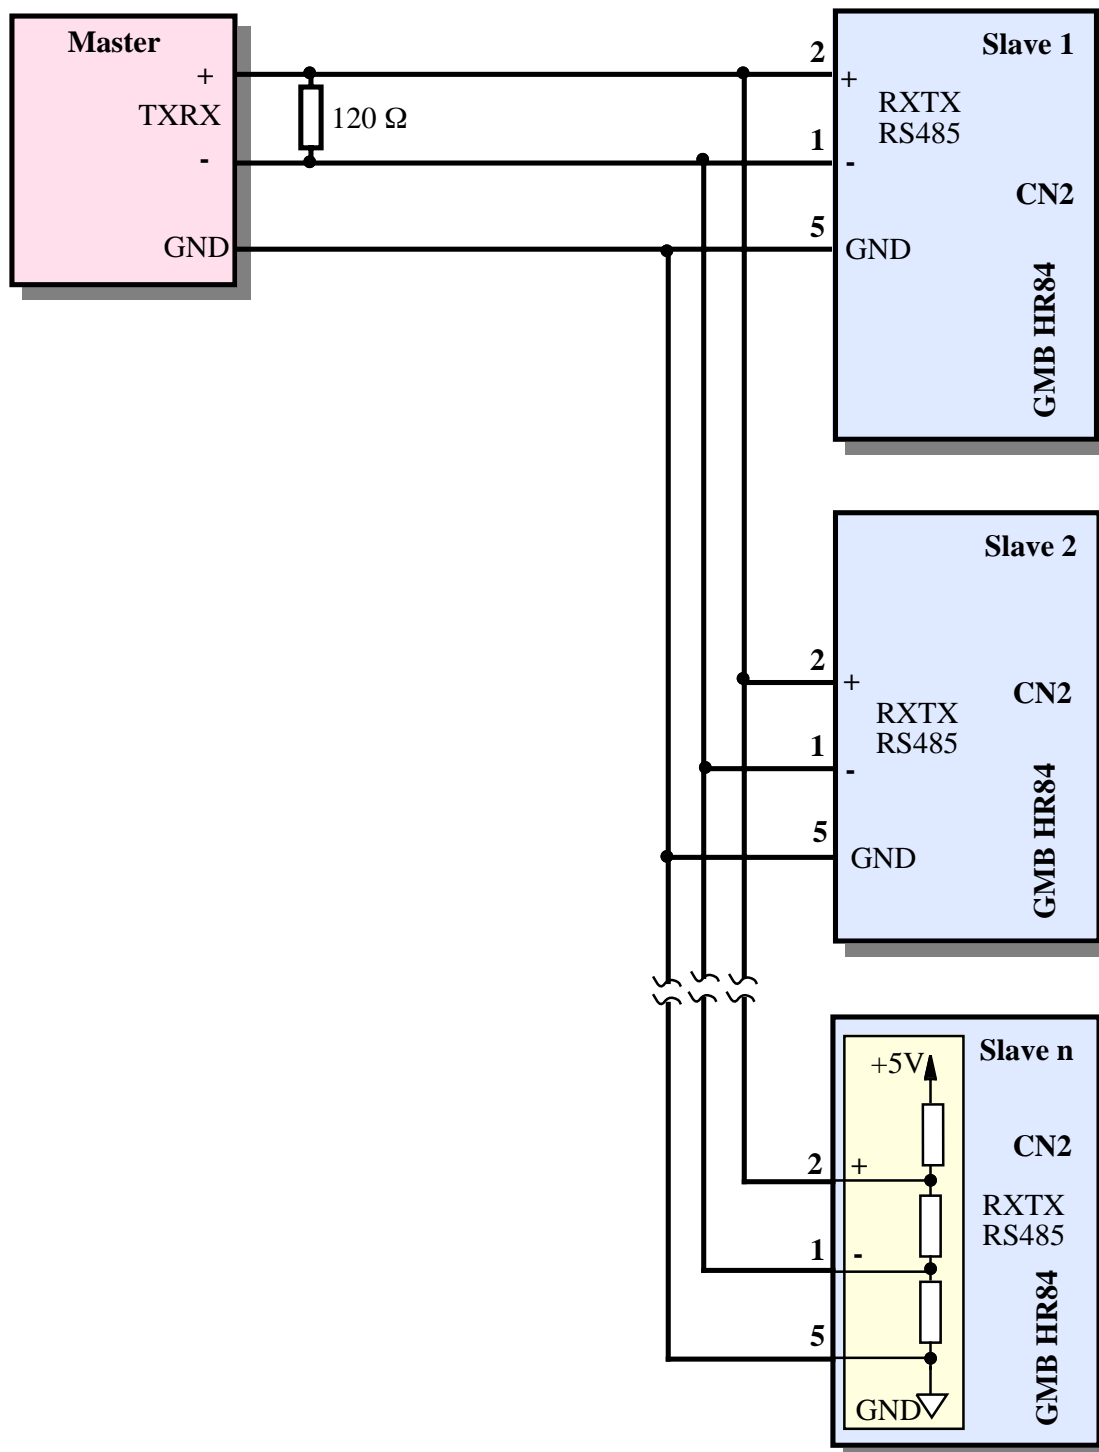 Master
+
TXRX
-
GND
120 Ω
Slave 1
2
+
RXTX
RS485
1
-
CN2
5
GND
GMB HR84
Slave 2
2
+
CN2
RXTX
RS485
1
-
5
GND
GMB HR84
Slave n
+5V
CN2
2
+
RXTX
RS485
1
-
5
GMB HR84
GND